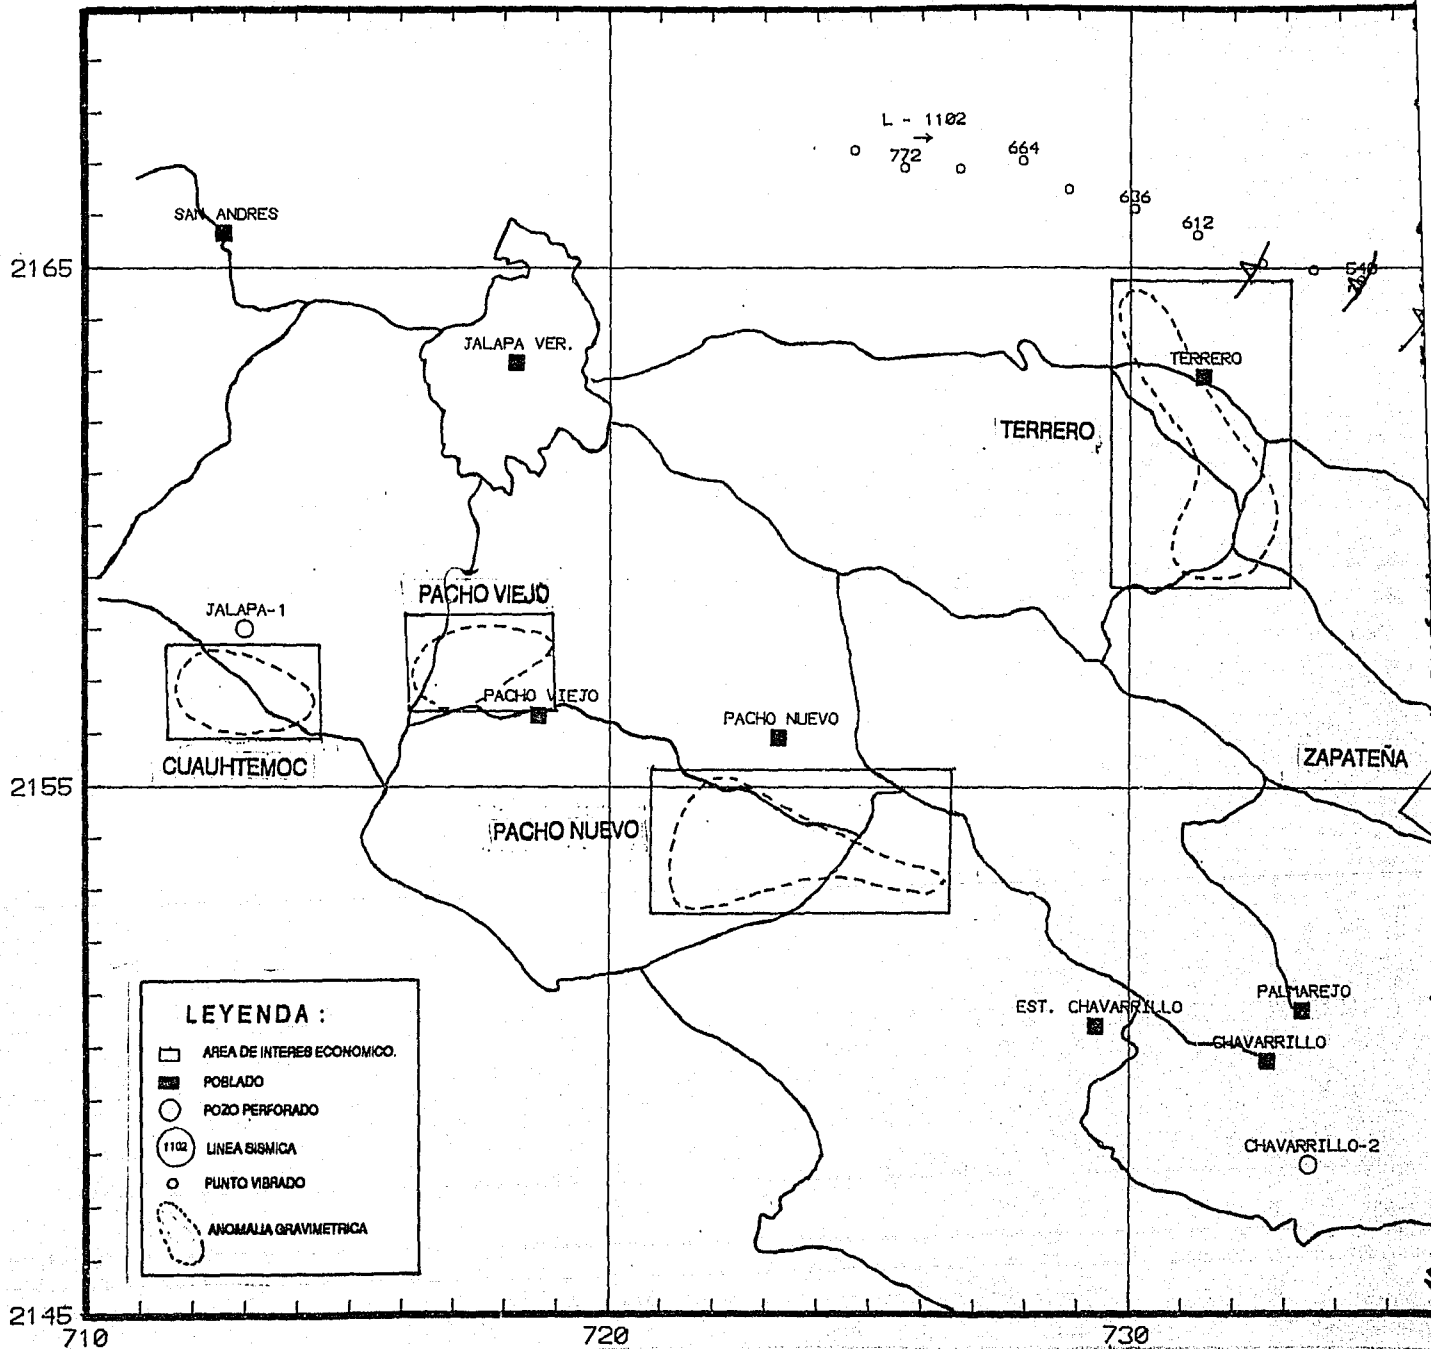 L - 1102
772
664
636
612
540
SAN ANDRES
2165
JALAPA VER.
TERRERO
TERRERO
PACHO VIEJO
JALAPA-1
PACHO VIEJO
PACHO NUEVO
CUAUHTEMOC
ZAPATEÑA
2155
PACHO NUEVO
LEYENDA :
AREA DE INTERES ECONOMICO.
POBLADO
POZO PERFORADO
1102 LINEA SISMICA
PUNTO VIBRADO
ANOMALIA GRAVIMETRICA
PALMAREJO
EST. CHAVARRILLO
CHAVARRILLO
CHAVARRILLO-2
2145
710
720
730